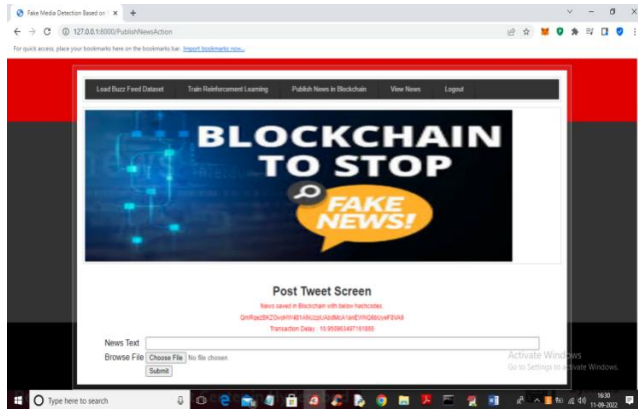 Fake Media Detection Based on
127.0.0.1:8000/PublishNewsAction
For quick access, place your bookmarks here on the bookmarks bar. Import bookmarks now...
Load Buzz Feed Dataset Train Reinforcement Learning Publish News in Blockchain View News Logout
BLOCKCHAIN
TO STOP
FAKE
NEWS!
Post Tweet Screen
News saved in Blockchain with below hashcodes.
Transaction Delay :
News Text
Browse File Choose File No file chosen
Submit
Activate Windows
Go to Settings to activate Windows.
Type here to search
16:30
11-09-2022